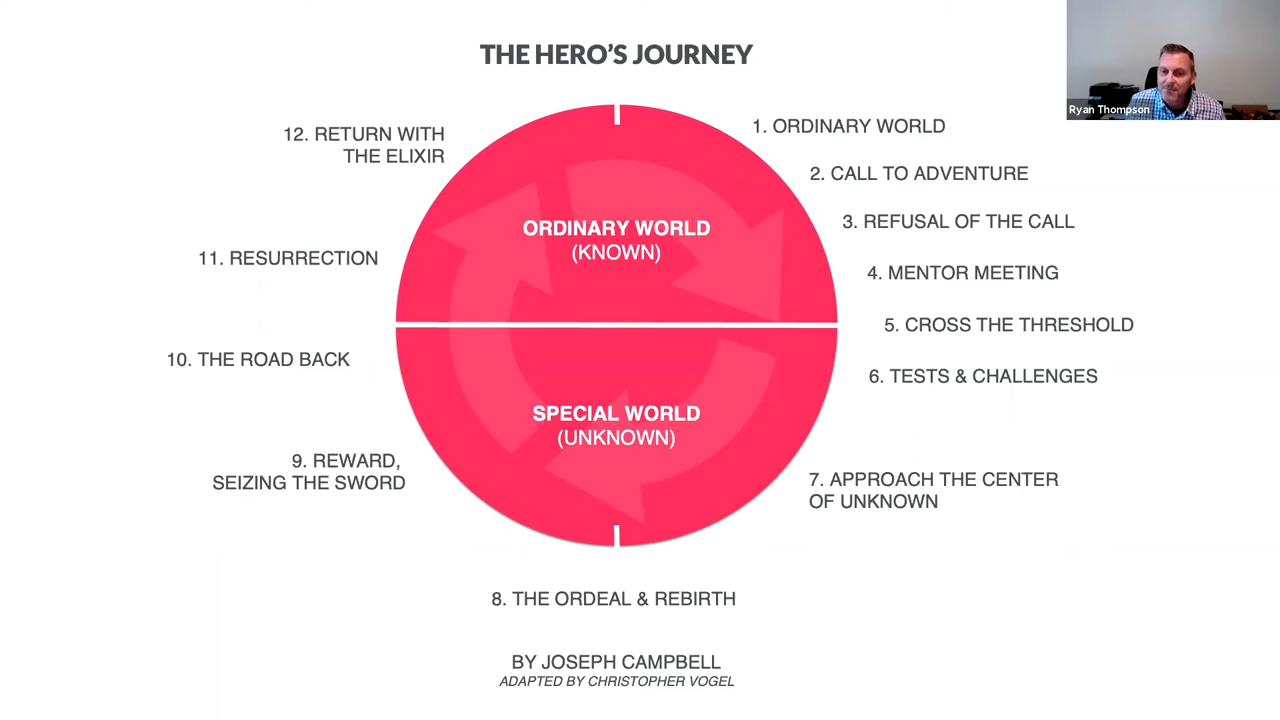 THE HERO'S JOURNEY
Ryan Thompson
1. ORDINARY WORLD
2. CALL TO ADVENTURE
3. REFUSAL OF THE CALL
4. MENTOR MEETING
5. CROSS THE THRESHOLD
6. TESTS & CHALLENGES
7. APPROACH THE CENTER
OF UNKNOWN
8. THE ORDEAL & REBIRTH
9. REWARD,
SEIZING THE SWORD
10. THE ROAD BACK
11. RESURRECTION
12. RETURN WITH
THE ELIXIR
ORDINARY WORLD
(KNOWN)
SPECIAL WORLD
(UNKNOWN)
BY JOSEPH CAMPBELL
ADAPTED BY CHRISTOPHER VOGEL